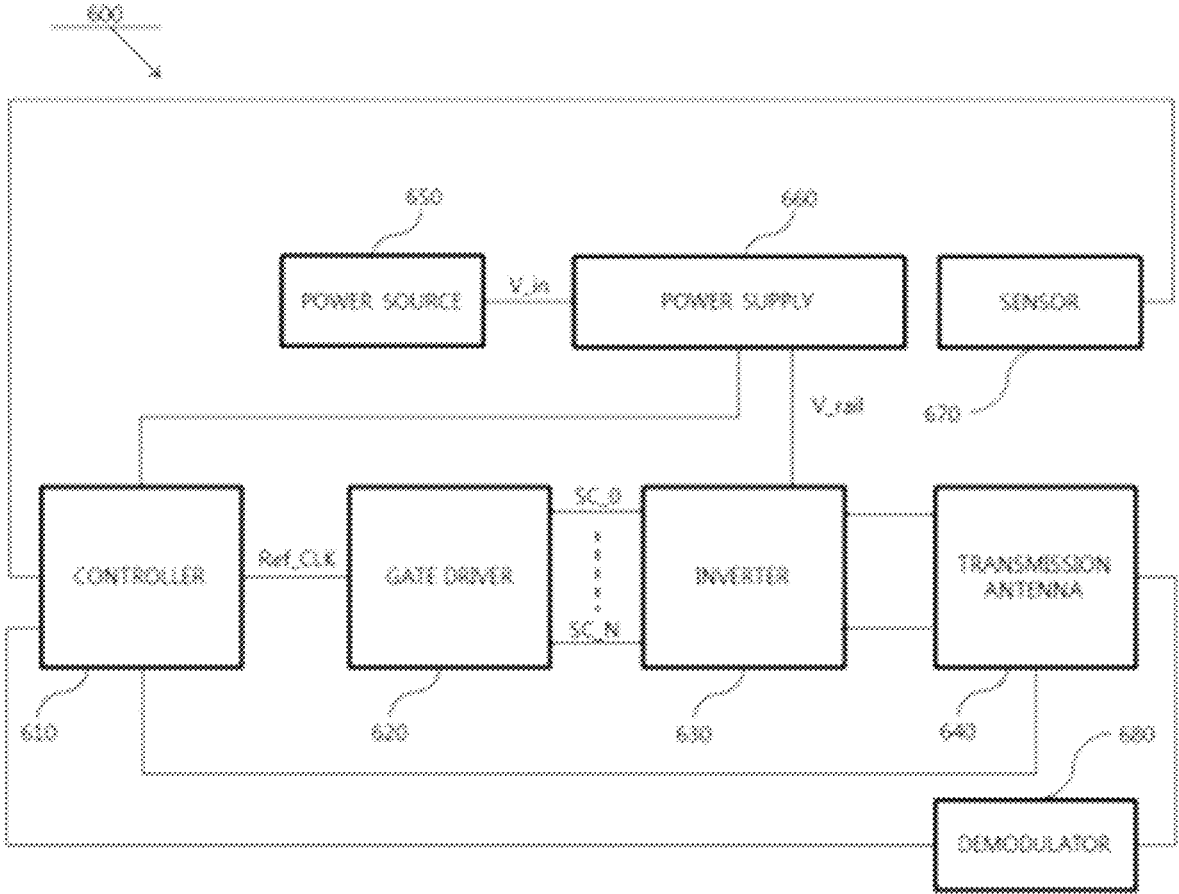 600
650
660
POWER SOURCE
V_in
POWER SUPPLY
SENSOR
V_rail
670
CONTROLLER
Ref_CLK
GATE DRIVER
SC_0
SC_N
INVERTER
TRANSMISSION
ANTENNA
610
620
630
640
680
DEMODULATOR